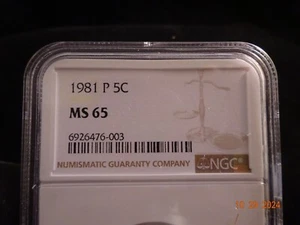 1981 P 5C
MS 65
6926476-003
NUMISMATIC GUARANTY COMPANY
NGC